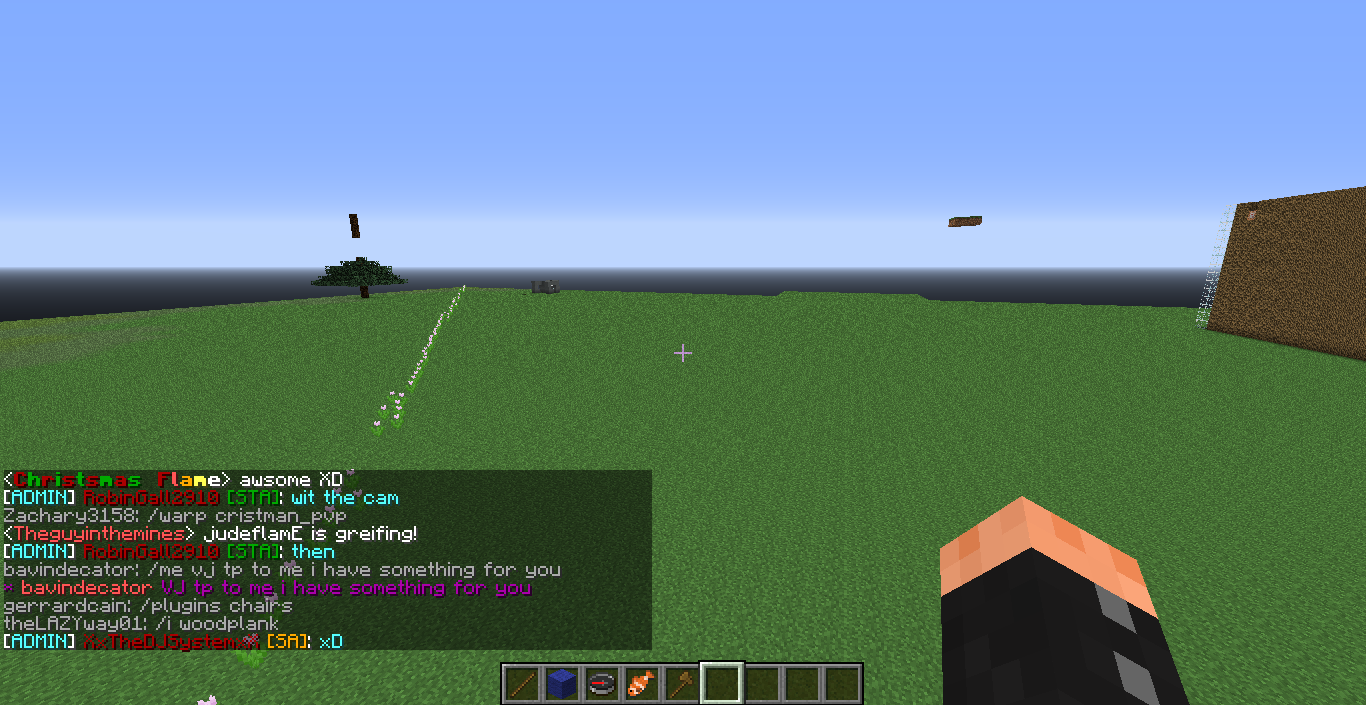 <Christsmas Flame> awsome XD
[ADMIN] RobinGall2910 [STA]: wit the cam
Zachary3158: /warp cristman_pvp
<Theguyinthemines> judeflamE is greifing!
[ADMIN] RobinGall2910 [STA]: then
bavindecator: /me vj tp to me i have something for you
* bavindecator VJ tp to me i have something for you
gerrardcain: /plugins chairs
theLAZYway01: /i woodplank
[ADMIN] XxTheDJSystemxX [SA]: xD